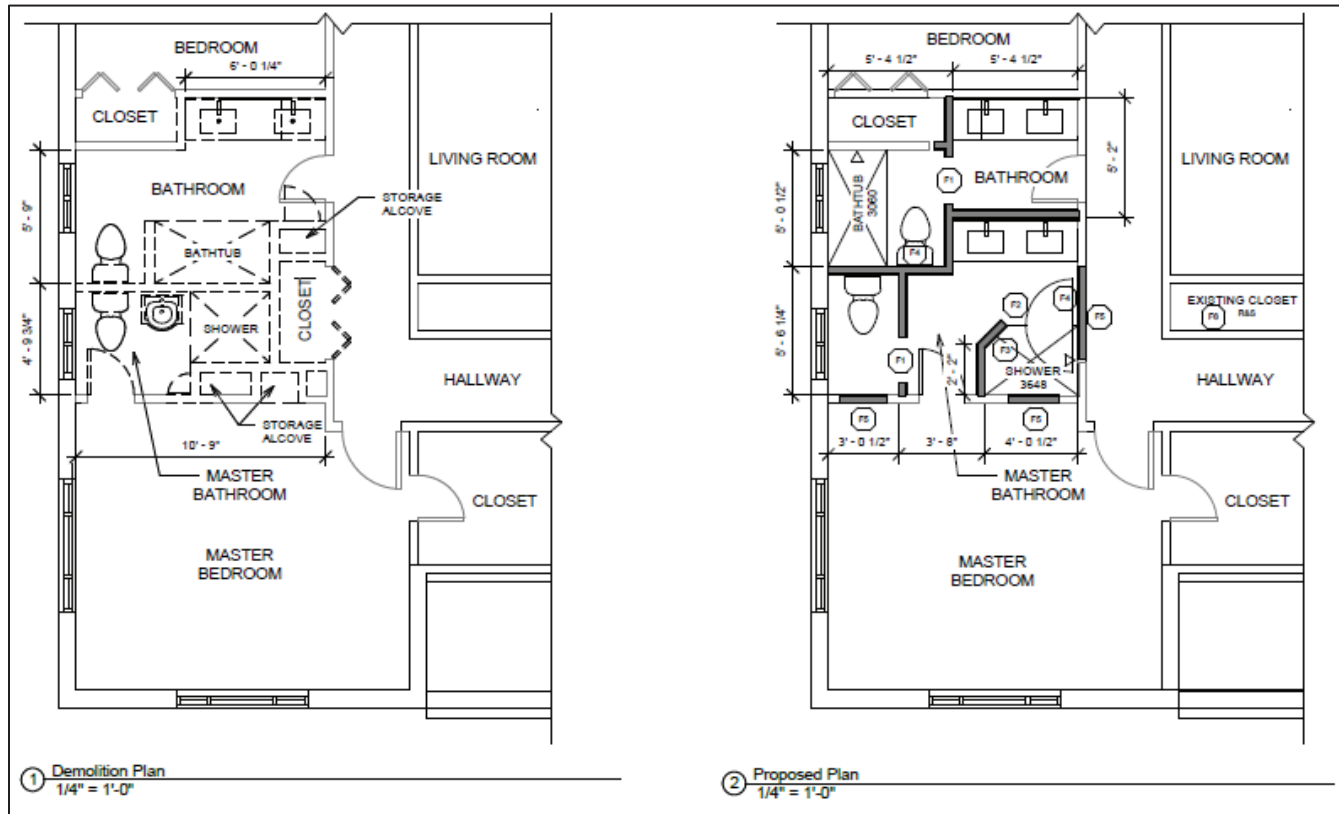 BEDROOM
6' - 0 1/4"
CLOSET
LIVING ROOM
BATHROOM
STORAGE
ALCOVE
5' - 9"
BATHTUB
CLOSET
4' - 9 3/4"
SHOWER
HALLWAY
STORAGE
ALCOVE
10' - 9"
MASTER
BATHROOM
CLOSET
MASTER
BEDROOM
1
Demolition Plan
1/4" = 1'-0"
BEDROOM
5' - 4 1/2"
5' - 4 1/2"
CLOSET
5' - 2"
LIVING ROOM
F1
BATHROOM
BATHTUB
3060
5' - 0 1/2"
F4
F2
F4
EXISTING CLOSET
R&S
F5
F6
5' - 6 1/4"
F3
F1
SHOWER
3648
2' - 2"
HALLWAY
F5
F5
3' - 0 1/2"
3' - 8"
4' - 0 1/2"
MASTER
BATHROOM
CLOSET
MASTER
BEDROOM
2
Proposed Plan
1/4" = 1'-0"